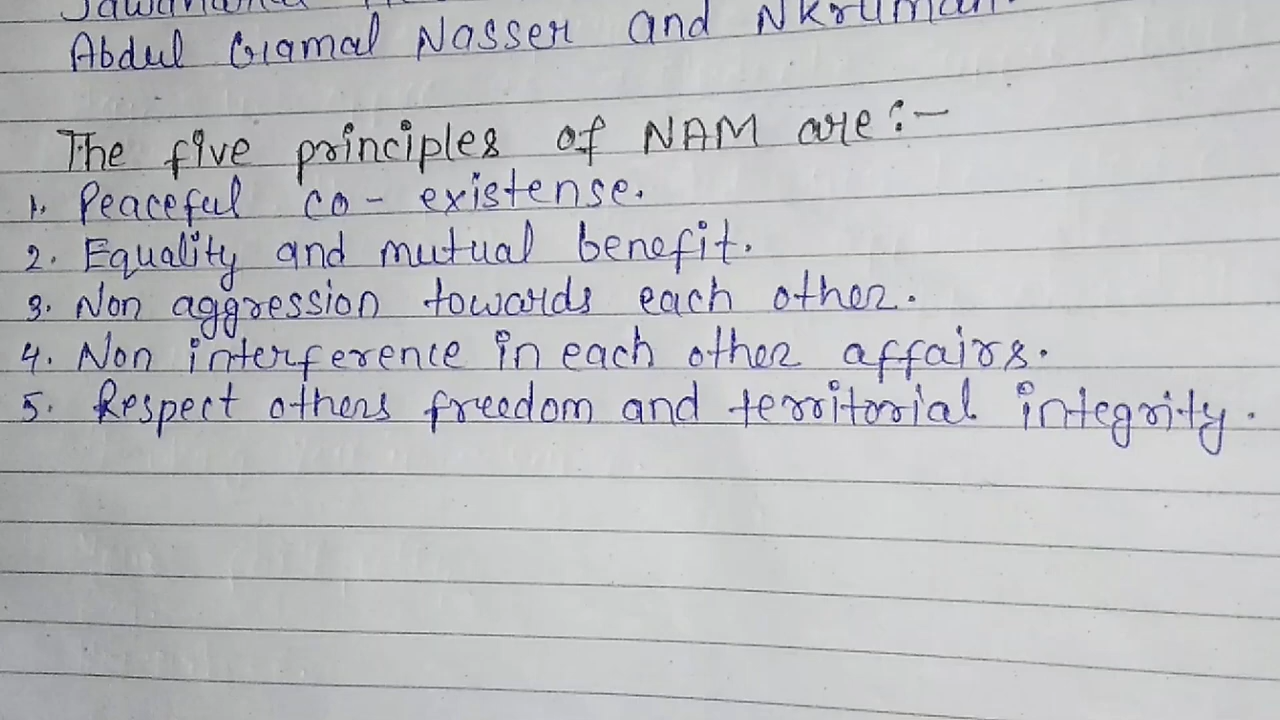 Abdul Gamal Nasser and Nkrumah.
The five principles of NAM are:-
1. Peaceful co- existense.
2. Equality and mutual benefit.
3. Non aggression towards each other.
4. Non interference in each other affairs.
5. Respect others freedom and territorial integrity.